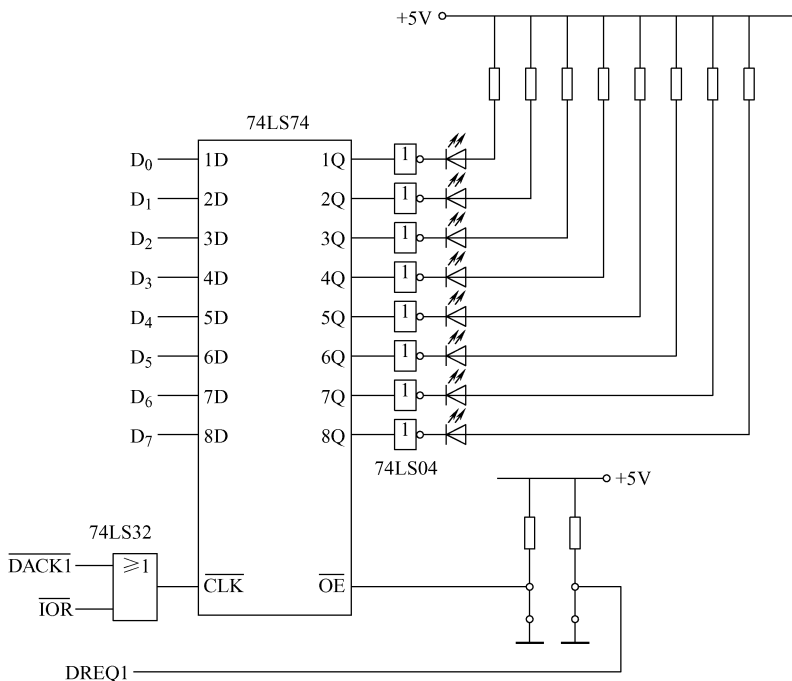 +5V
74LS74
D0 1D 1Q 1
D1 2D 2Q 1
D2 3D 3Q 1
D3 4D 4Q 1
D4 5D 5Q 1
D5 6D 6Q 1
D6 7D 7Q 1
D7 8D 8Q 1
74LS04
+5V
74LS32
DACK1 ≥1
CLK OE
IOR
DREQ1